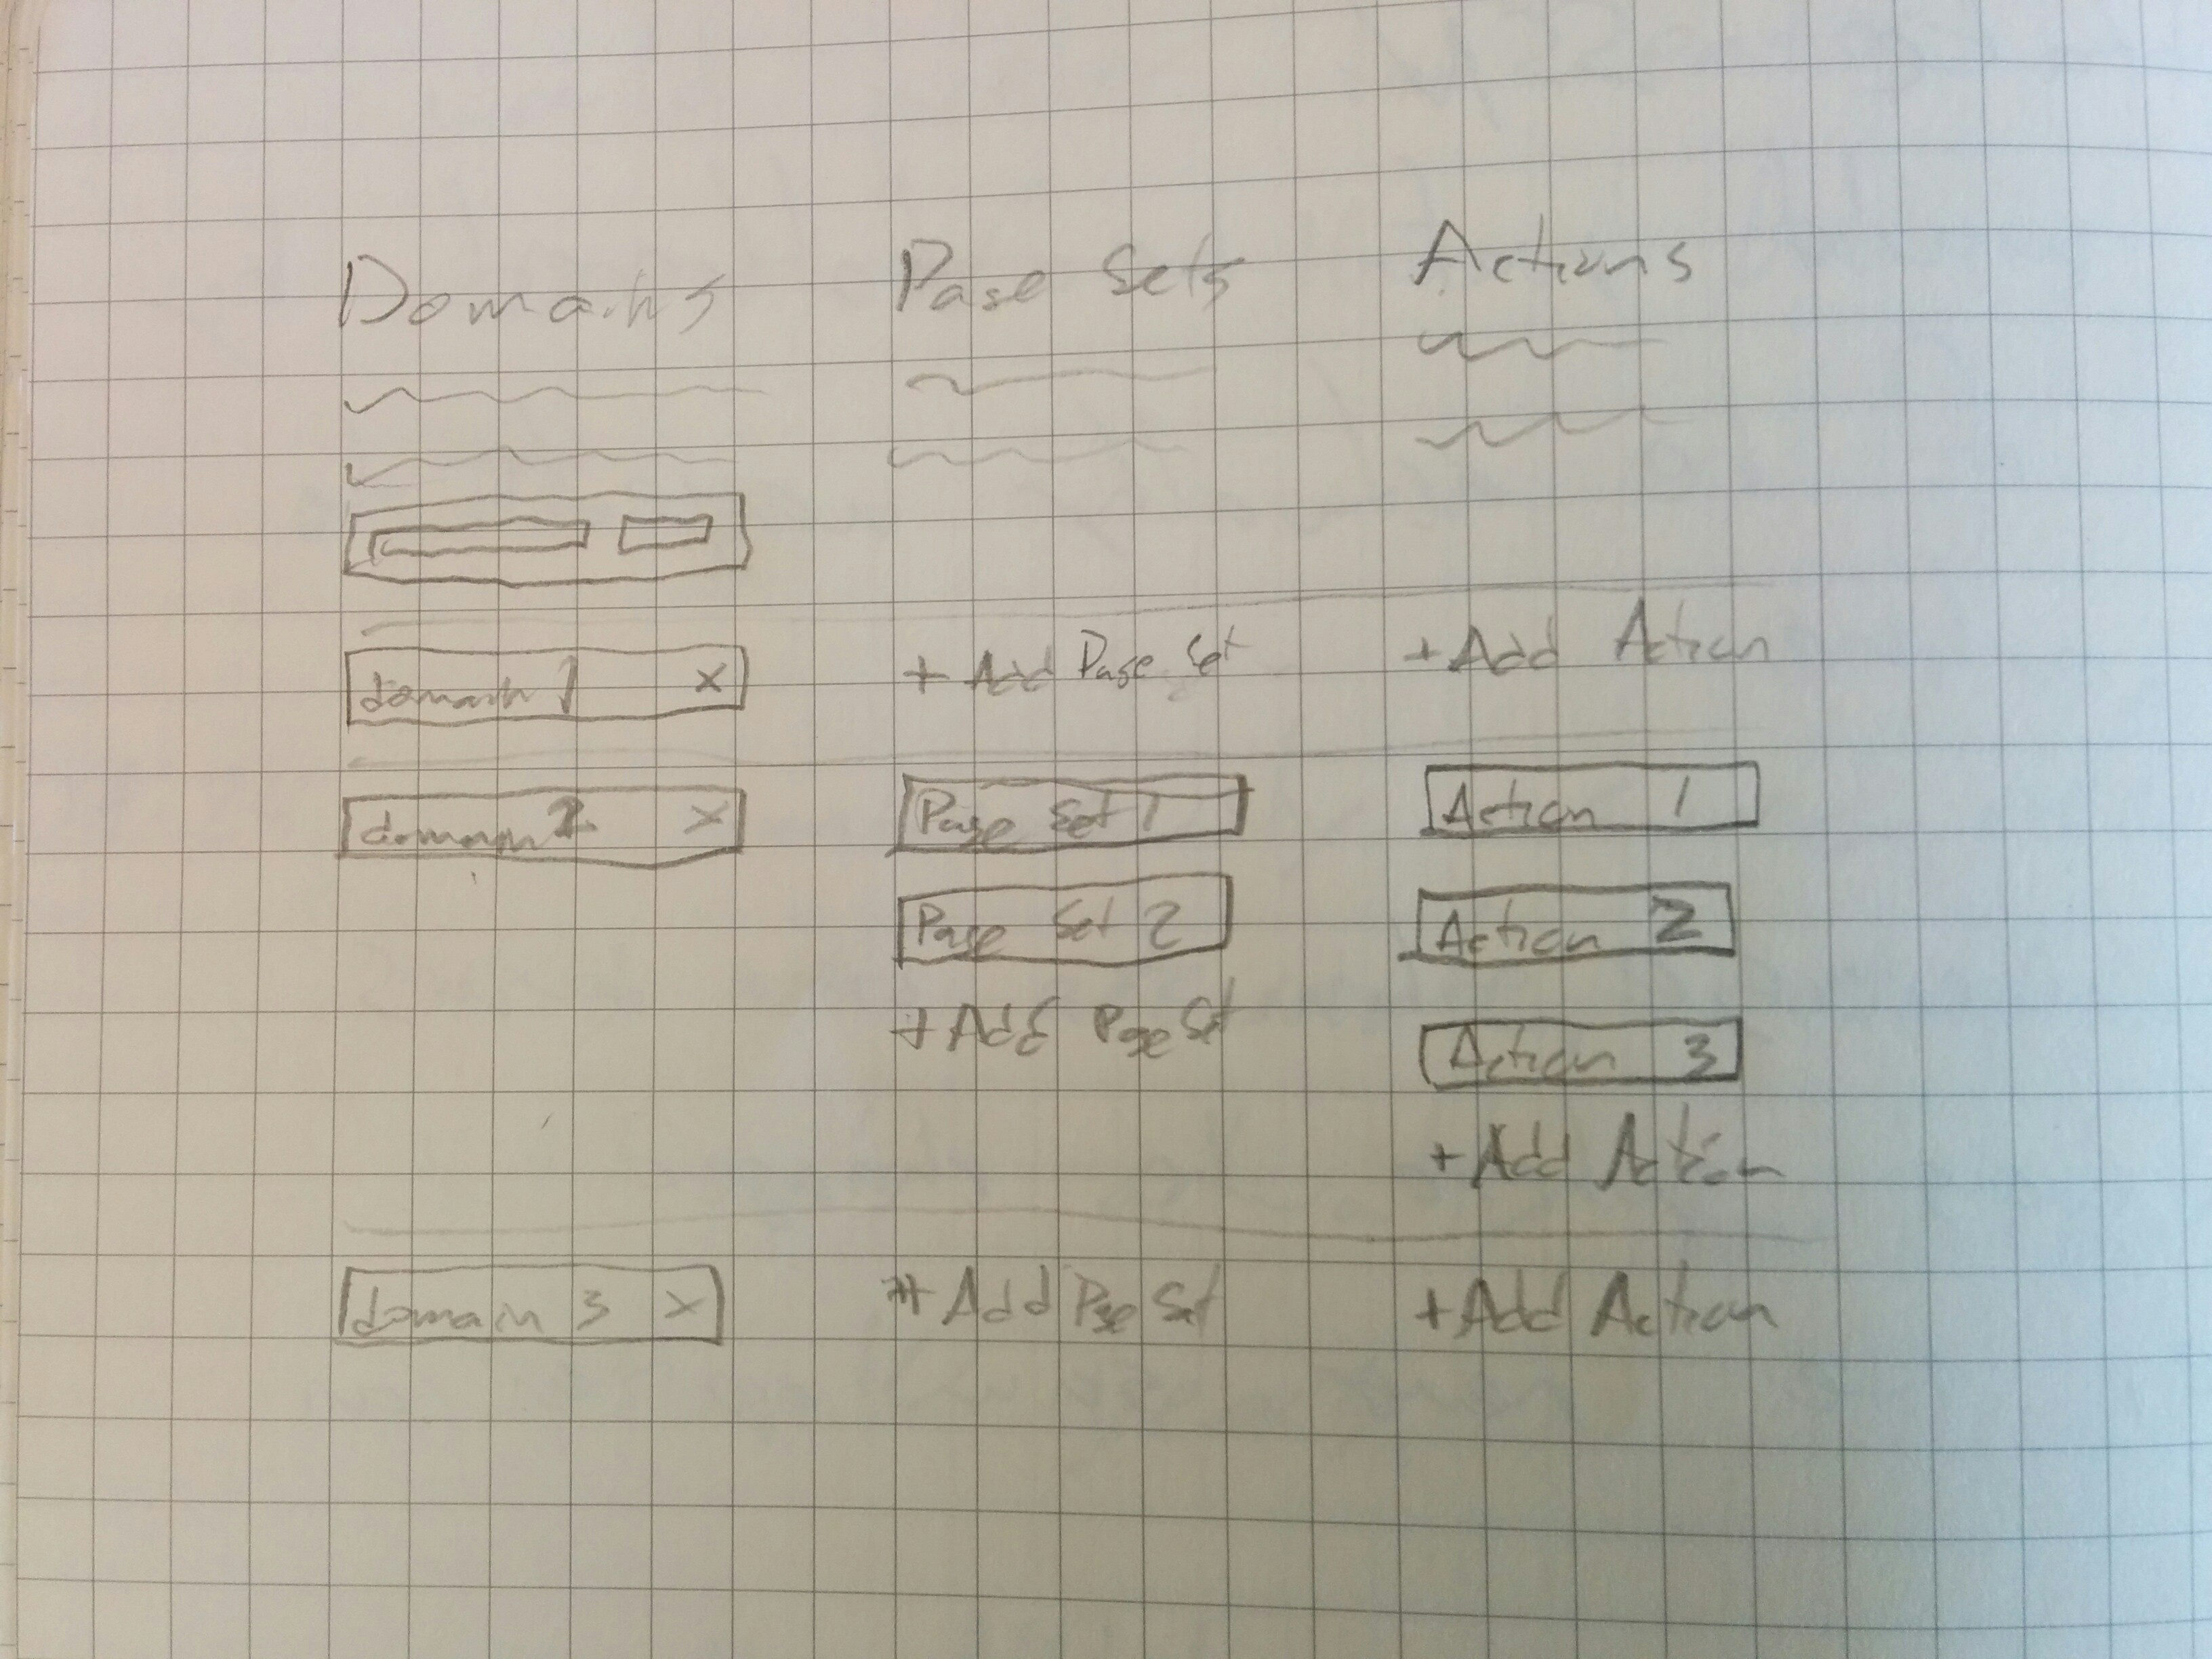 Domains Page Sets Actions
domain 1 x + Add Page Set +Add Action
domain 2 x Page Set 1 Action 1
Page Set 2 Action 2
+ Add Page Set Action 3
+ Add Action
domain 3 x + Add Page Set +Add Action